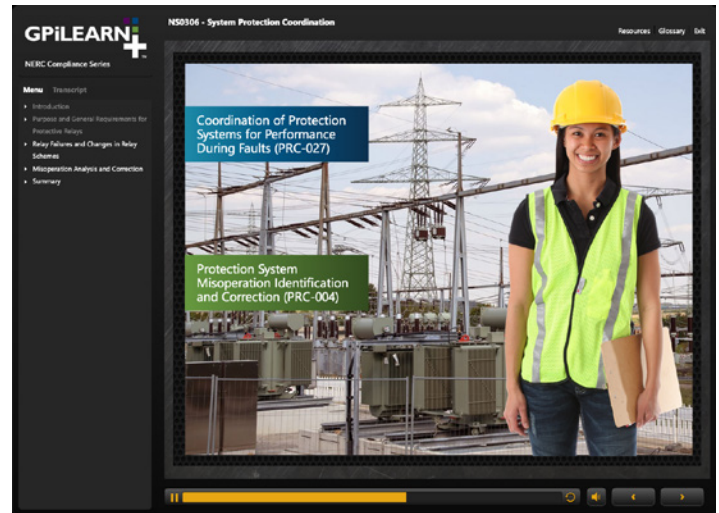 GPiLEARN
TM
NERC Compliance Series
NS0306 - System Protection Coordination
Resources Glossary Exit
Menu Transcript
Introduction
Purpose and General Requirements for
Protective Relays
Relay Failures and Changes in Relay
Schemes
Misoperation Analysis and Correction
Summary
Coordination of Protection
Systems for Performance
During Faults (PRC-027)
Protection System
Misoperation Identification
and Correction (PRC-004)